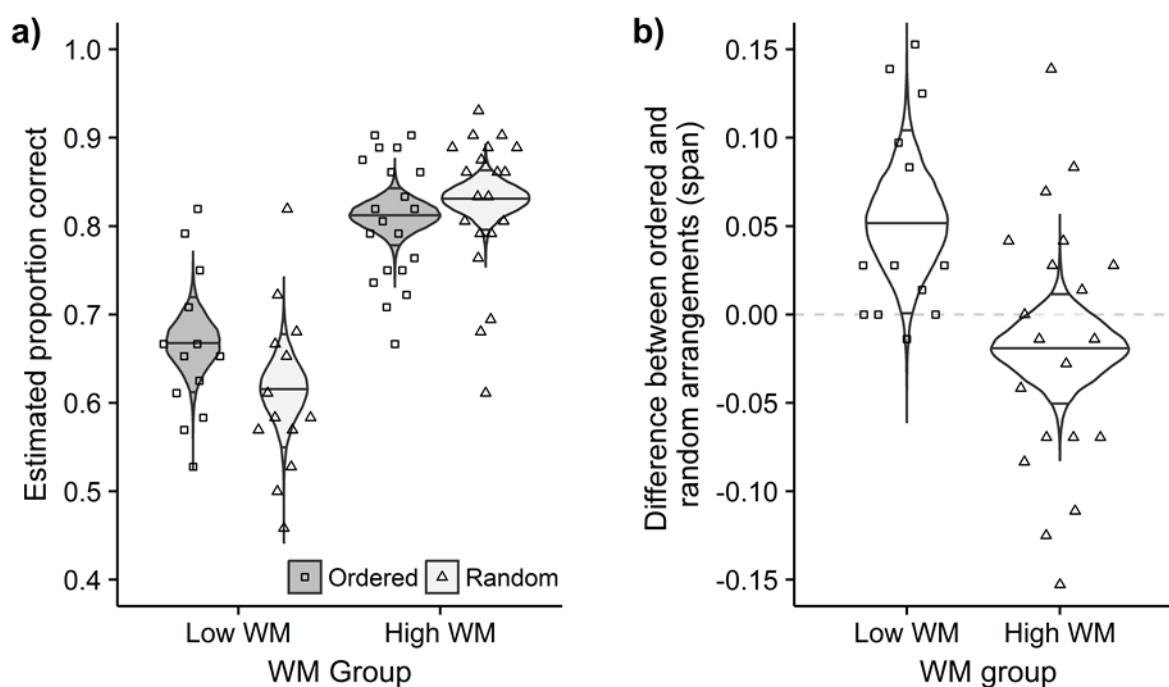 a)
Estimated proportion correct
1.0
0.9
0.8
0.7
0.6
0.5
0.4
Ordered
Random
Low WM
High WM
WM Group
b)
Difference between ordered and
random arrangements (span)
0.15
0.10
0.05
0.00
-0.05
-0.10
-0.15
Low WM
High WM
WM group